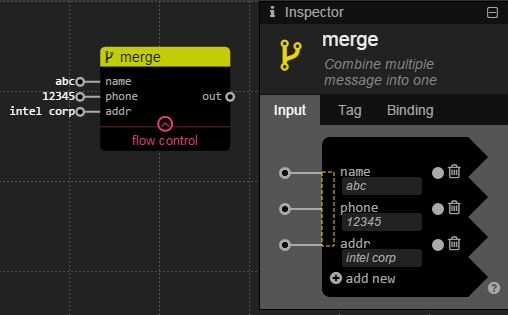 merge
abc name
12345 phone out
intel corp addr
flow control
i Inspector
merge
Combine multiple
message into one
Input Tag Binding
name
abc
phone
12345
addr
intel corp
add new
?